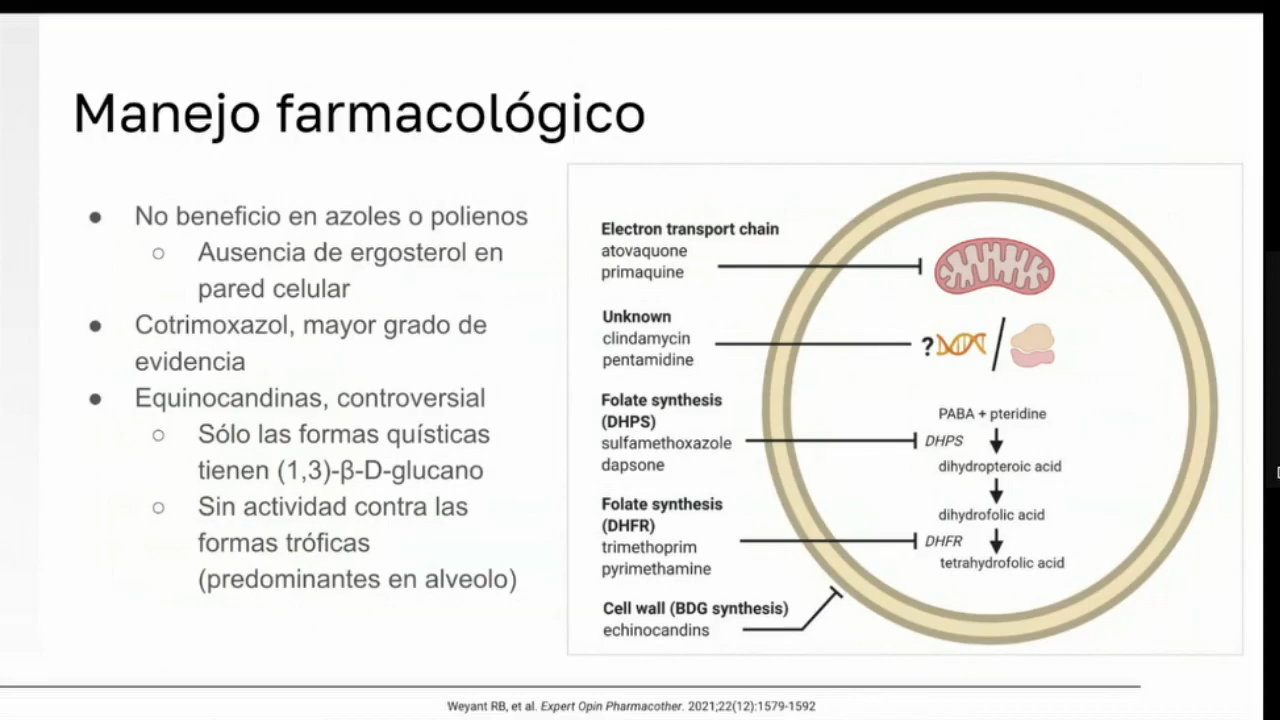 Manejo farmacológico
● No beneficio en azoles o polienos
○ Ausencia de ergosterol en
pared celular
● Cotrimoxazol, mayor grado de
evidencia
● Equinocandinas, controversial
○ Sólo las formas quísticas
tienen (1,3)-β-D-glucano
○ Sin actividad contra las
formas tróficas
(predominantes en alveolo)
Electron transport chain
atovaquone
primaquine
Unknown
clindamycin
pentamidine
?
/
Folate synthesis
(DHPS)
sulfamethoxazole
dapsone
Folate synthesis
(DHFR)
trimethoprim
pyrimethamine
Cell wall (BDG synthesis)
echinocandins
PABA + pteridine
DHPS
dihydropteroic acid
dihydrofolic acid
DHFR
tetrahydrofolic acid
Weyant RB, et al. Expert Opin Pharmacother. 2021;22(12):1579-1592